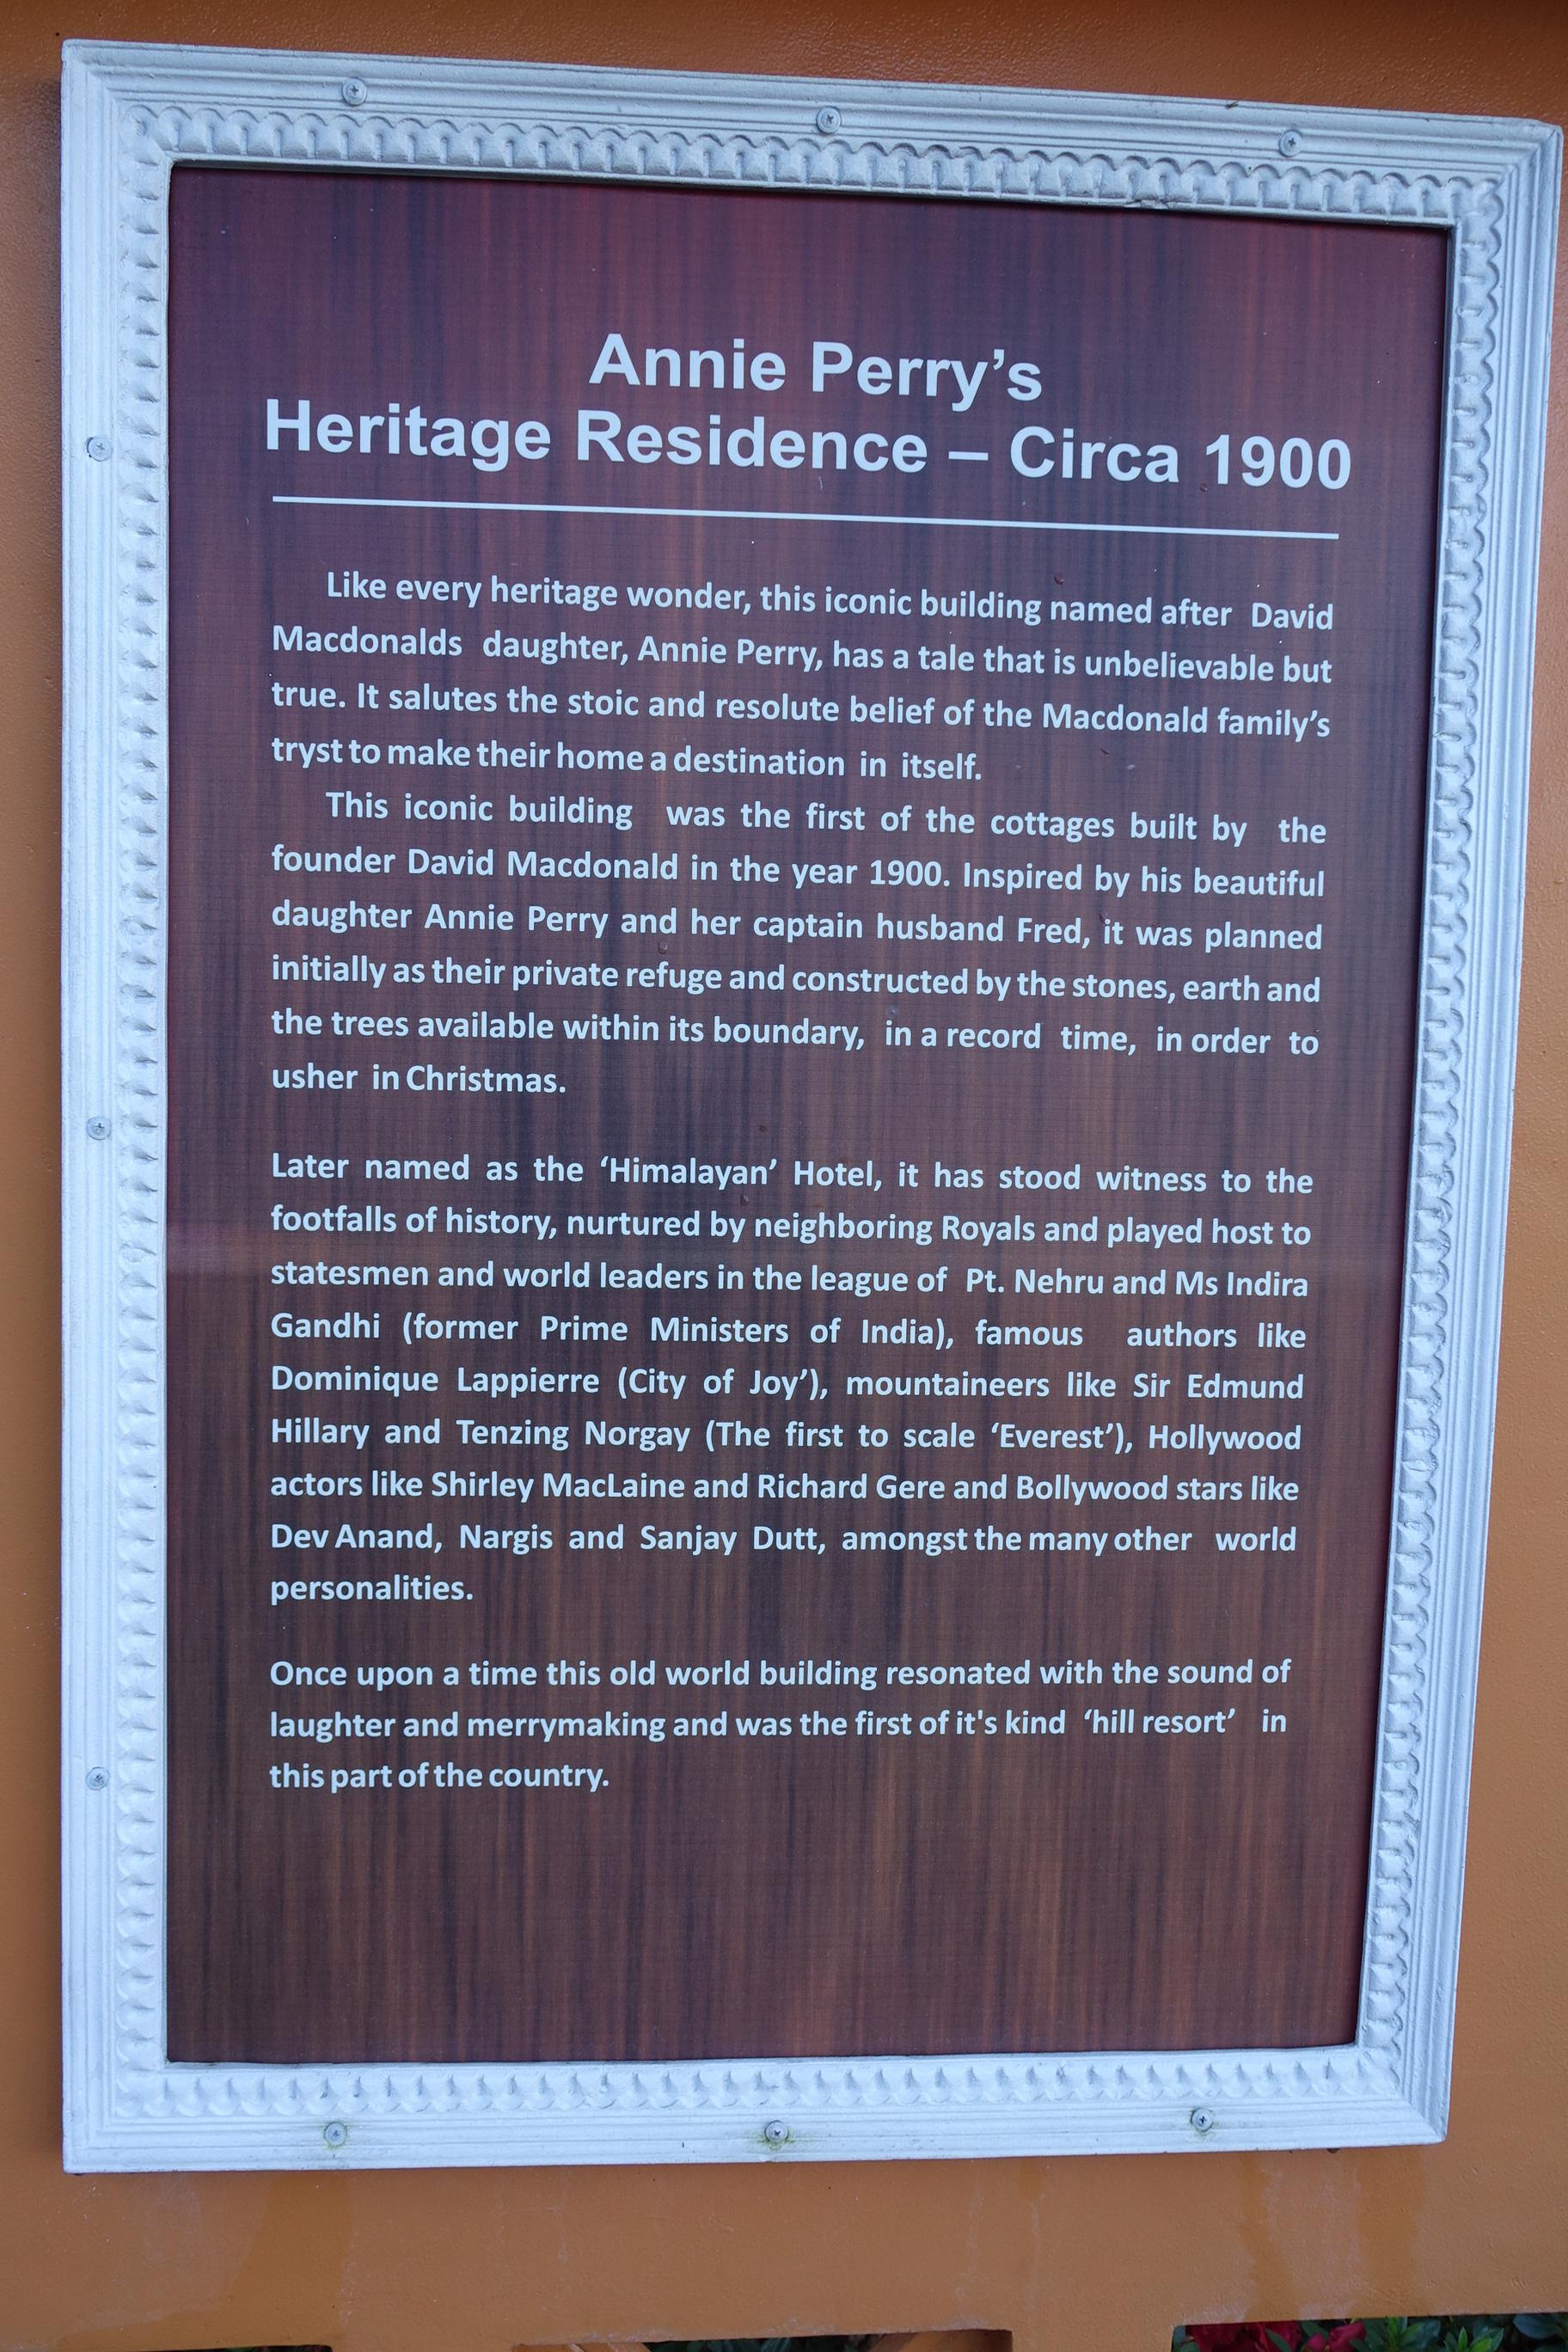 Annie Perry’s
Heritage Residence – Circa 1900
Like every heritage wonder, this iconic building named after David
Macdonalds daughter, Annie Perry, has a tale that is unbelievable but
true. It salutes the stoic and resolute belief of the Macdonald family’s
tryst to make their home a destination in itself.
This iconic building was the first of the cottages built by the
founder David Macdonald in the year 1900. Inspired by his beautiful
daughter Annie Perry and her captain husband Fred, it was planned
initially as their private refuge and constructed by the stones, earth and
the trees available within its boundary, in a record time, in order to
usher in Christmas.
Later named as the ‘Himalayan’ Hotel, it has stood witness to the
footfalls of history, nurtured by neighboring Royals and played host to
statesmen and world leaders in the league of Pt. Nehru and Ms Indira
Gandhi (former Prime Ministers of India), famous authors like
Dominique Lappierre (City of Joy’), mountaineers like Sir Edmund
Hillary and Tenzing Norgay (The first to scale ‘Everest’), Hollywood
actors like Shirley MacLaine and Richard Gere and Bollywood stars like
Dev Anand, Nargis and Sanjay Dutt, amongst the many other world
personalities.
Once upon a time this old world building resonated with the sound of
laughter and merrymaking and was the first of it's kind ‘hill resort’ in
this part of the country.